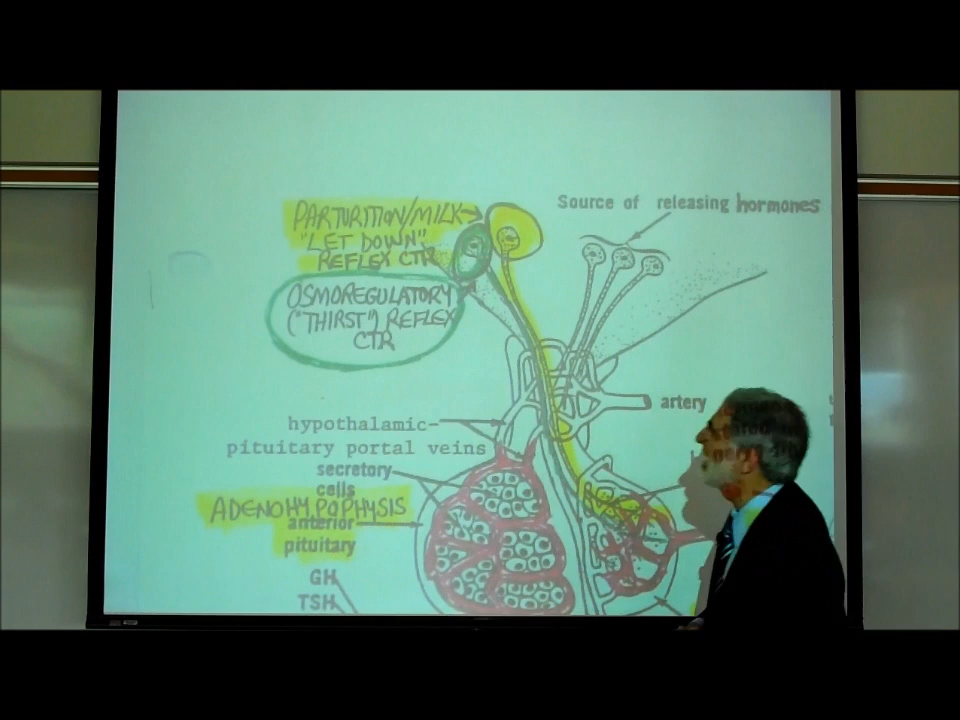 Source of releasing hormones
PARTURITION/MILK
"LET DOWN"
REFLEX CTR
OSMOREGULATORY
("THIRST") REFLEX
CTR
artery
hypothalamic-
pituitary portal veins
secretory
cells
ADENOHYPOPHYSIS
anterior
pituitary
GH
TSH